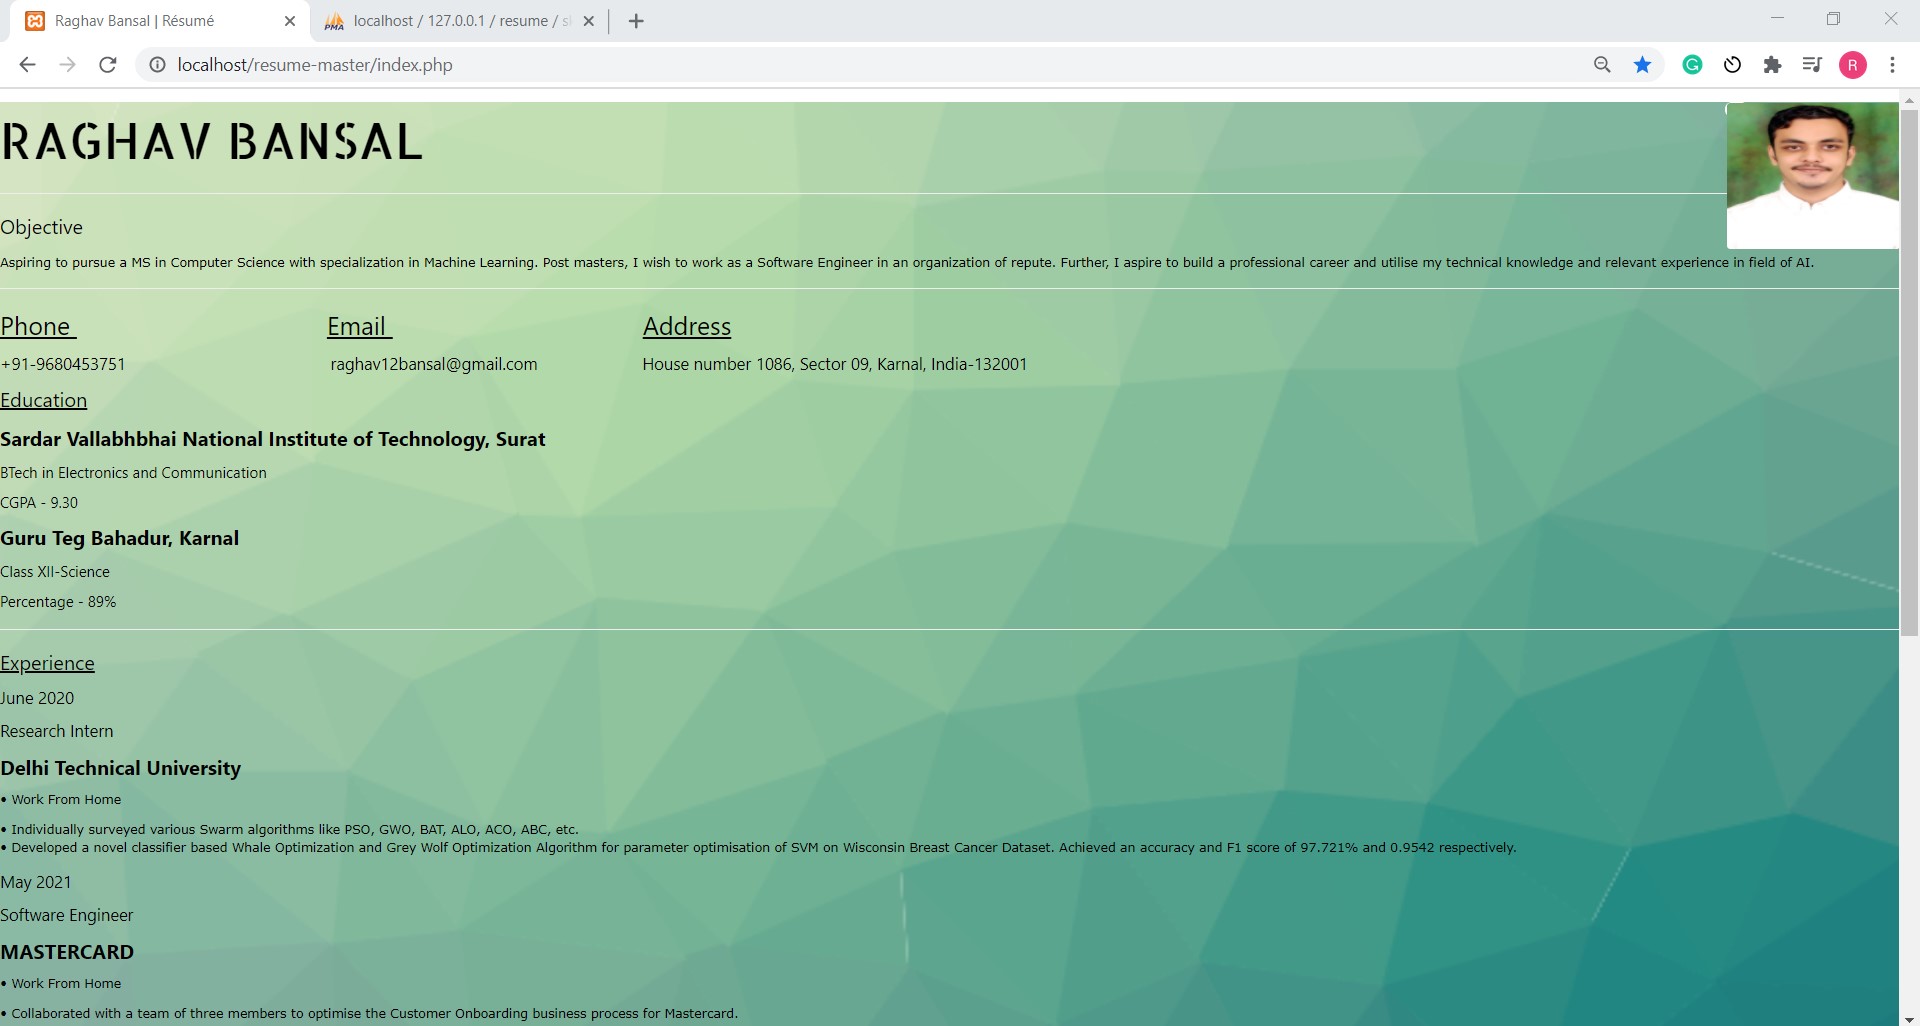 Raghav Bansal | Résumé
localhost / 127.0.0.1 / resume /
localhost/resume-master/index.php
R
RAGHAV BANSAL
Objective
Aspiring to pursue a MS in Computer Science with specialization in Machine Learning. Post masters, I wish to work as a Software Engineer in an organization of repute. Further, I aspire to build a professional career and utilise my technical knowledge and relevant experience in field of AI.
Phone Email Address
+91-9680453751 raghav12bansal@gmail.com House number 1086, Sector 09, Karnal, India-132001
Education
Sardar Vallabhbhai National Institute of Technology, Surat
BTech in Electronics and Communication
CGPA - 9.30
Guru Teg Bahadur, Karnal
Class XII-Science
Percentage - 89%
Experience
June 2020
Research Intern
Delhi Technical University
• Work From Home
• Individually surveyed various Swarm algorithms like PSO, GWO, BAT, ALO, ACO, ABC, etc.
• Developed a novel classifier based Whale Optimization and Grey Wolf Optimization Algorithm for parameter optimisation of SVM on Wisconsin Breast Cancer Dataset. Achieved an accuracy and F1 score of 97.721% and 0.9542 respectively.
May 2021
Software Engineer
MASTERCARD
• Work From Home
• Collaborated with a team of three members to optimise the Customer Onboarding business process for Mastercard.